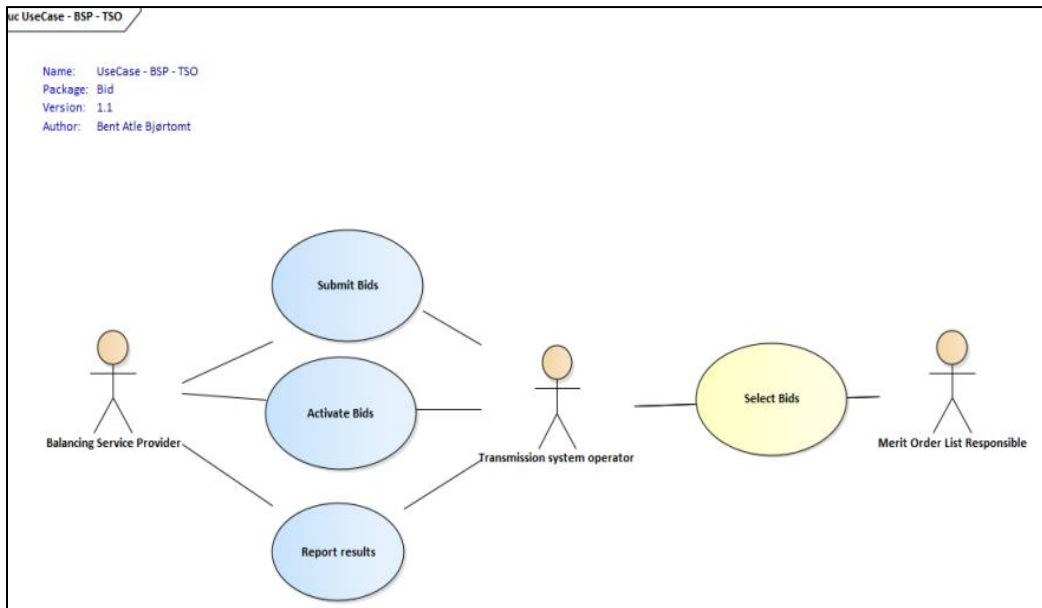 uc UseCase - BSP - TSO
Name: UseCase - BSP - TSO
Package: Bid
Version: 1.1
Author: Bent Atle Bjørtomt
Submit Bids
Activate Bids
Select Bids
Balancing Service Provider
Transmission system operator
Merit Order List Responsible
Report results